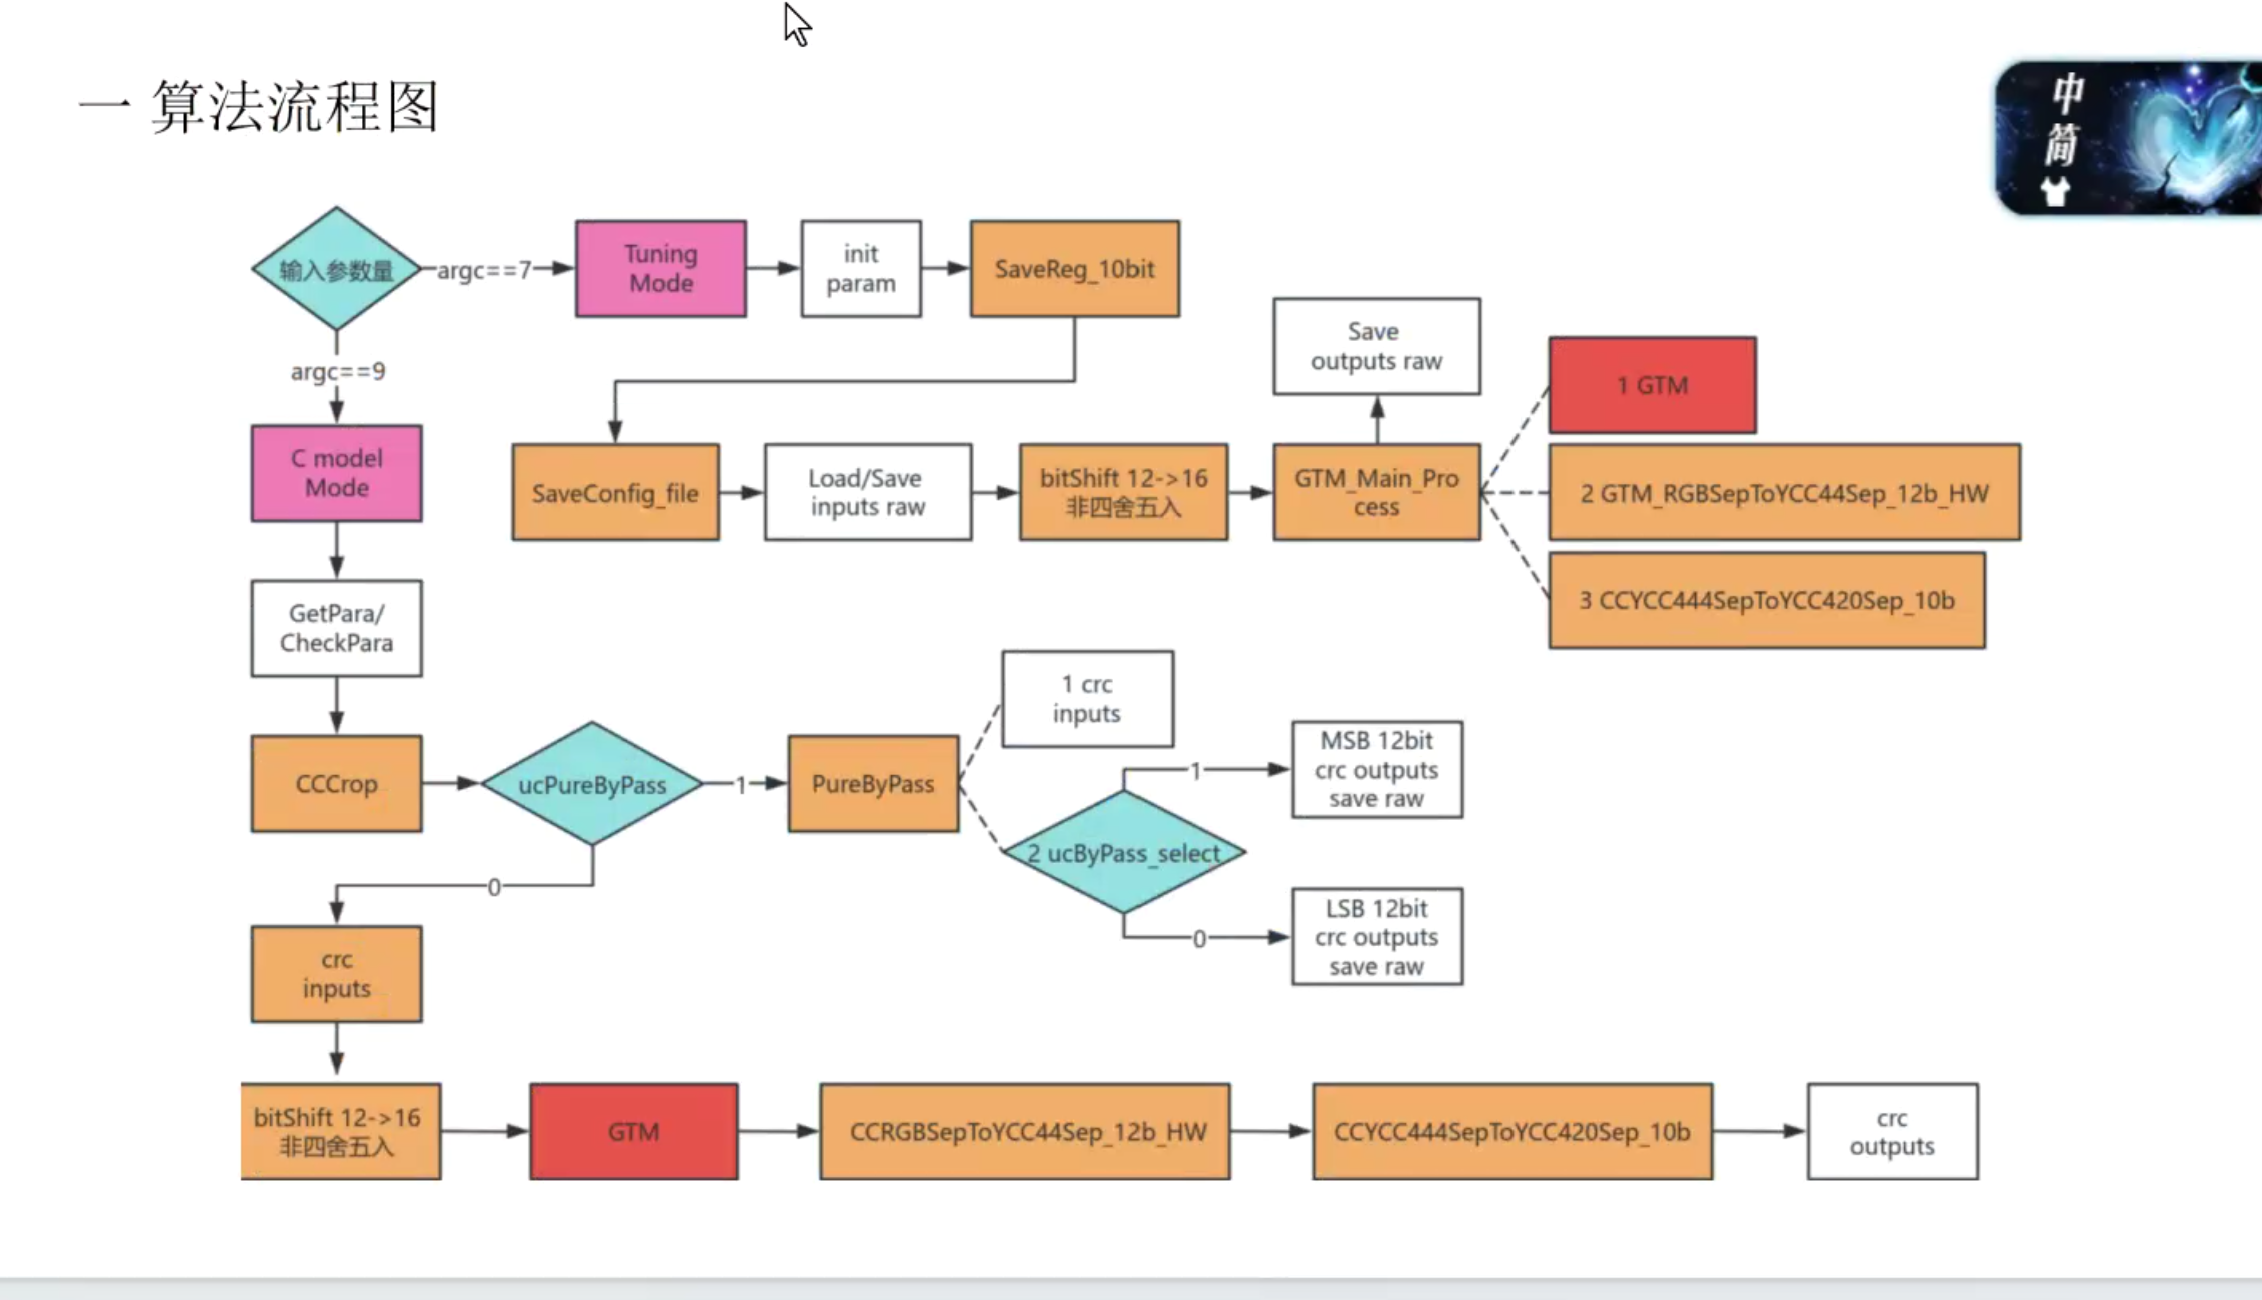 一 算法流程图
中
简
输入参数量
argc==7
Tuning
Mode
init
param
SaveReg_10bit
argc==9
Save
outputs raw
1 GTM
C model
Mode
SaveConfig_file
Load/Save
inputs raw
bitShift 12->16
非四舍五入
GTM_Main_Pro
cess
2 GTM_RGBSepToYCC44Sep_12b_HW
3 CCYCC444SepToYCC420Sep_10b
GetPara/
CheckPara
1 crc
inputs
CCCrop
ucPureByPass
1
PureByPass
2 ucByPass_select
1
MSB 12bit
crc outputs
save raw
0
0
LSB 12bit
crc outputs
save raw
crc
inputs
bitShift 12->16
非四舍五入
GTM
CCRGBSepToYCC44Sep_12b_HW
CCYCC444SepToYCC420Sep_10b
crc
outputs